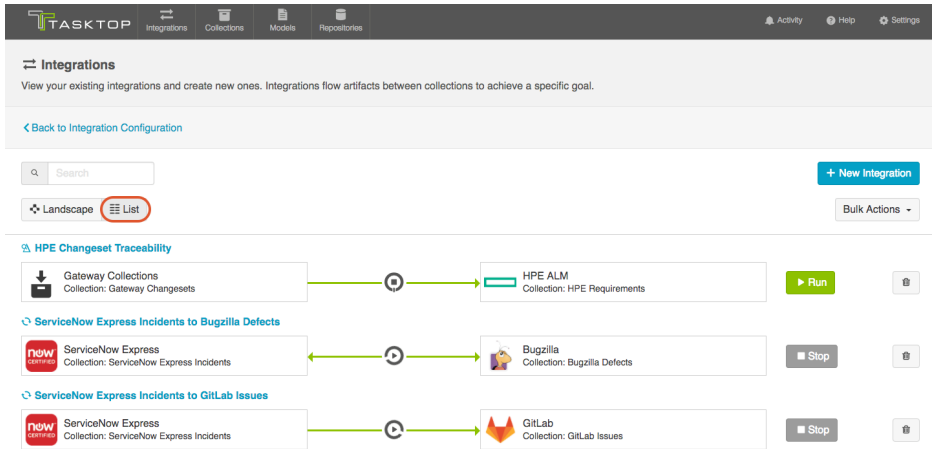 TASKTOP
Integrations
Collections
Models
Repositories
Activity
Help
Settings
Integrations
View your existing integrations and create new ones. Integrations flow artifacts between collections to achieve a specific goal.
Back to Integration Configuration
Search
+ New Integration
Landscape
List
Bulk Actions
HPE Changeset Traceability
Gateway Collections
Collection: Gateway Changesets
HPE ALM
Collection: HPE Requirements
Run
ServiceNow Express Incidents to Bugzilla Defects
now
CERTIFIED
ServiceNow Express
Collection: ServiceNow Express Incidents
Bugzilla
Collection: Bugzilla Defects
Stop
ServiceNow Express Incidents to GitLab Issues
now
CERTIFIED
ServiceNow Express
Collection: ServiceNow Express Incidents
GitLab
Collection: GitLab Issues
Stop